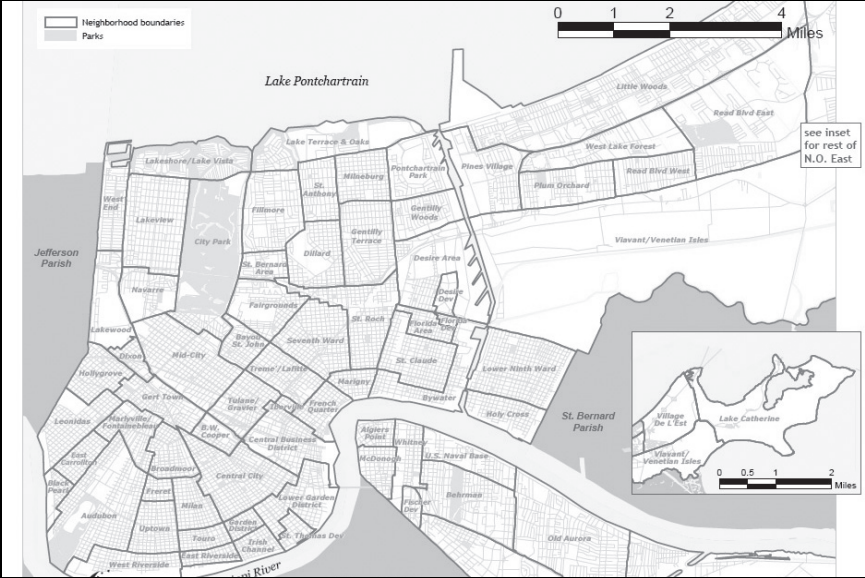 Neighborhood boundaries
Parks
0 1 2 4
Miles
Lake Pontchartrain
Little Woods
Read Blvd East
see inset
for rest of
N.O. East
Lake Terrace & Oaks
Lakeshore/Lake Vista
West Lake Forest
Pontchartrain
Park
Pines Village
Read Blvd West
Milneburg
St.
Anthony
Plum Orchard
West
End
Lakeview
Fillmore
Gentilly
Woods
City Park
Gentilly
Terrace
Viavant/Venetian Isles
Dillard
Jefferson
Parish
Desire Area
St. Bernard
Area
Navarre
Desire
Dev
Fairgrounds
St. Roch
Florida
Area
Florida
Dev
Lakewood
Bayou
St. John
Seventh Ward
Dixon
Mid-City
St. Claude
Hollygrove
Treme'/Lafitte
Lower Ninth Ward
Marigny
Gert Town
Bywater
Tulane/
Gravier
Iberville
French
Quarter
Holy Cross
St. Bernard
Parish
Leonidas
Marlyville/
Fontainebleau
B.W.
Cooper
Algiers
Point
Central Business
District
Whitney
East
Carrollton
McDonogh
U.S. Naval Base
Broadmoor
Central City
Black
Pearl
Freret
Lower Garden
District
Behrman
Fischer
Dev
Milan
Audubon
Uptown
Garden
District
St. Thomas Dev
Touro
Irish
Channel
Old Aurora
East Riverside
West Riverside
River
Village
De L'Est
Lake Catherine
Viavant/
Venetian Isles
0 0.5 1 2
Miles